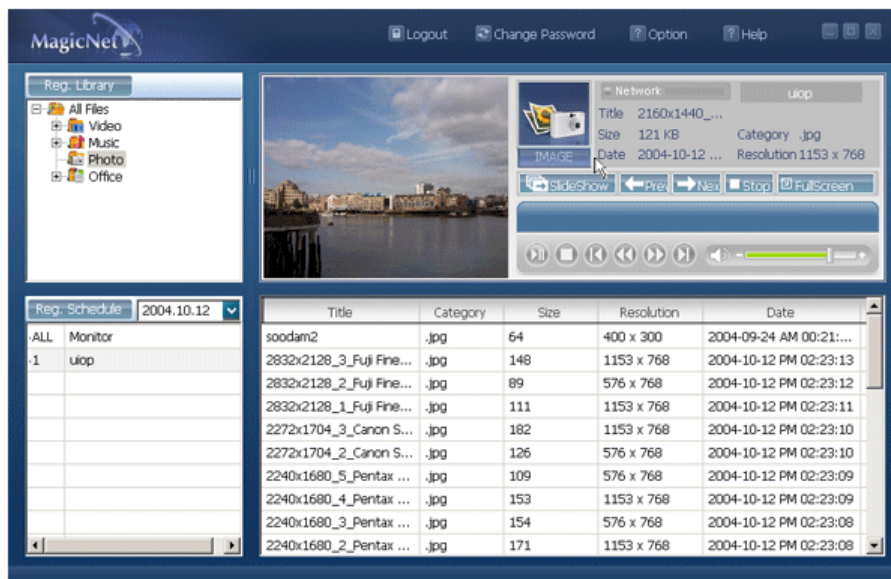 MagicNet
Logout Change Password Option Help
Reg. Library
All Files
Video
Music
Photo
Office
Network uiop
Title 2160x1440_...
Size 121 KB Category .jpg
IMAGE Date 2004-10-12 ... Resolution 1153 x 768
SlideShow Prev Nex Stop FullScreen
Reg. Schedule 2004.10.12
-ALL Monitor
-1 uiop
Title Category Size Resolution Date
soodam2 .jpg 64 400 x 300 2004-09-24 AM 00:21:...
2832x2128_3_Fuji Fine... .jpg 148 1153 x 768 2004-10-12 PM 02:23:13
2832x2128_2_Fuji Fine... .jpg 89 576 x 768 2004-10-12 PM 02:23:12
2832x2128_1_Fuji Fine... .jpg 111 1153 x 768 2004-10-12 PM 02:23:11
2272x1704_3_Canon S... .jpg 182 1153 x 768 2004-10-12 PM 02:23:10
2272x1704_2_Canon S... .jpg 126 576 x 768 2004-10-12 PM 02:23:10
2240x1680_5_Pentax ... .jpg 109 576 x 768 2004-10-12 PM 02:23:09
2240x1680_4_Pentax ... .jpg 153 1153 x 768 2004-10-12 PM 02:23:09
2240x1680_3_Pentax ... .jpg 154 576 x 768 2004-10-12 PM 02:23:08
2240x1680_2_Pentax ... .jpg 171 1153 x 768 2004-10-12 PM 02:23:08